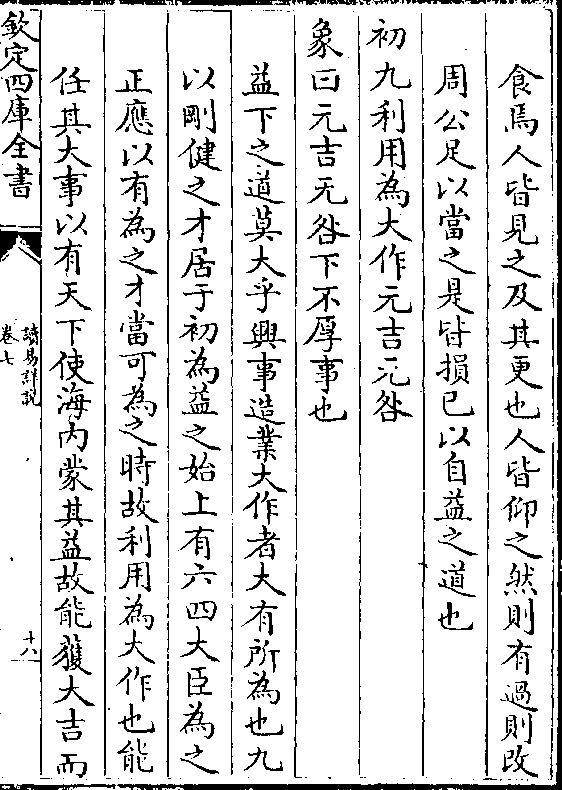 食焉人皆見之及其更也人皆仰之然則有過則改
周公足以當之是皆損已以自益之道也
初九利用為大作元吉无咎
象曰元吉无咎下不厚事也
益下之道莫大乎興事造業大作者大有所為也九
以剛健之才居于初為益之始上有六四大臣為之
正應以有為之才當可為之時故利用為大作也能
任其大事以有天下使海内蒙其益故能獲大吉而
欽定四庫全書
讀易詳說
卷七
十八